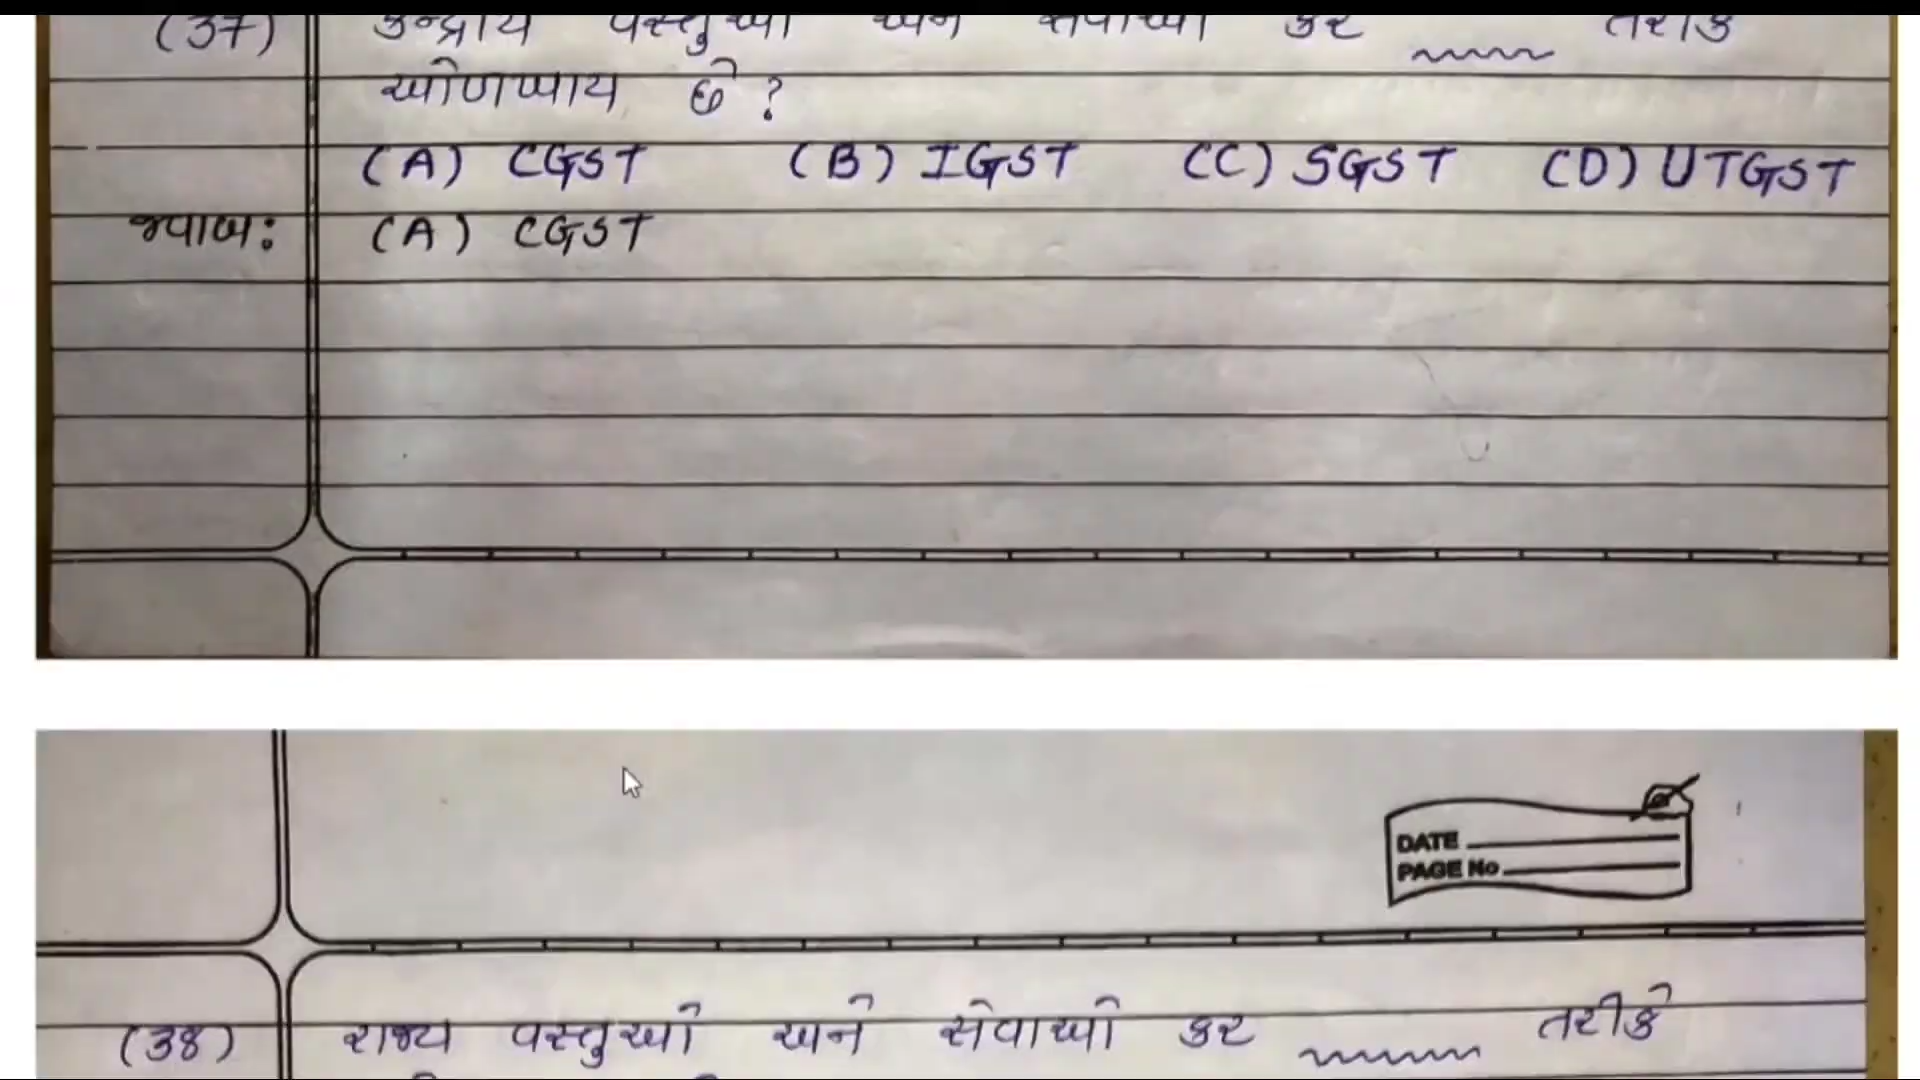 (37) કેન્દ્રીય વસ્તુઓ અને સેવાઓ કર ~~~~ તરીકે
ઓળખાય છે ?
(A) CGST (B) IGST (C) SGST (D) UTGST
જવાબ: (A) CGST
DATE
PAGE No
(38) રાજ્ય વસ્તુઓ અને સેવાઓ કર ~~~~ તરીકે